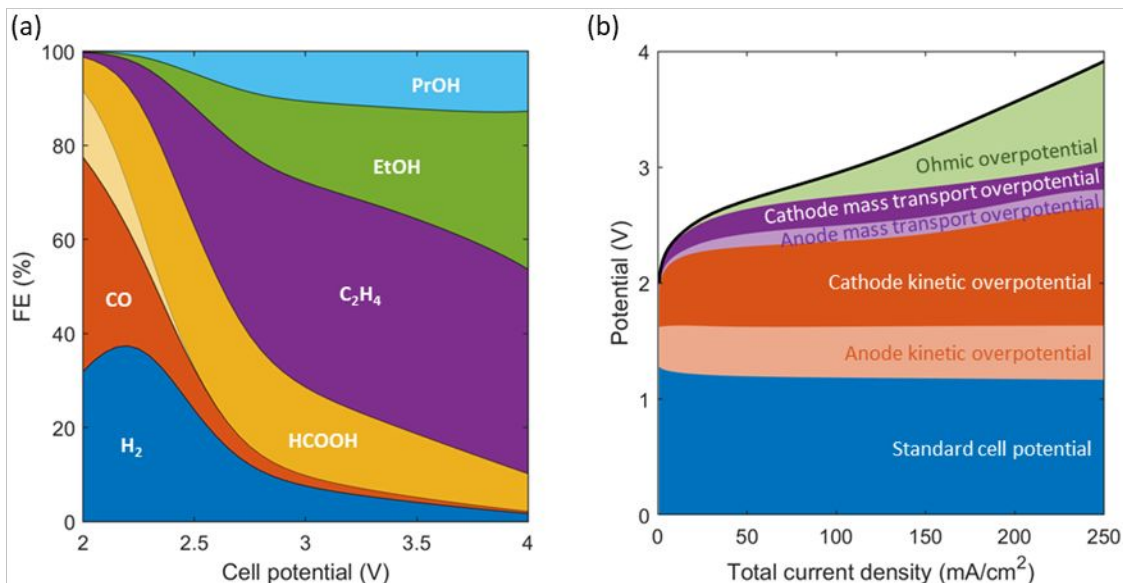 (a)
100
80
60
40
20
0
FE (%)
PrOH
EtOH
C₂H₄
CO
HCOOH
H₂
2
2.5
3
3.5
4
Cell potential (V)
(b)
4
3
2
1
0
Potential (V)
Ohmic overpotential
Cathode mass transport overpotential
Anode mass transport overpotential
Cathode kinetic overpotential
Anode kinetic overpotential
Standard cell potential
0
50
100
150
200
250
Total current density (mA/cm²)